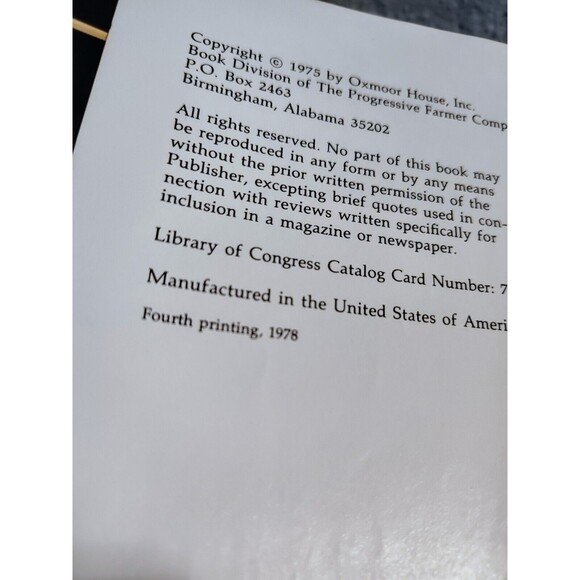 Copyright © 1975 by Oxmoor House, Inc.
Book Division of The Progressive Farmer Comp
P.O. Box 2463
Birmingham, Alabama 35202
All rights reserved. No part of this book may
be reproduced in any form or by any means
without the prior written permission of the
Publisher, excepting brief quotes used in con-
nection with reviews written specifically for
inclusion in a magazine or newspaper.
Library of Congress Catalog Card Number: 7
Manufactured in the United States of Ameri
Fourth printing, 1978